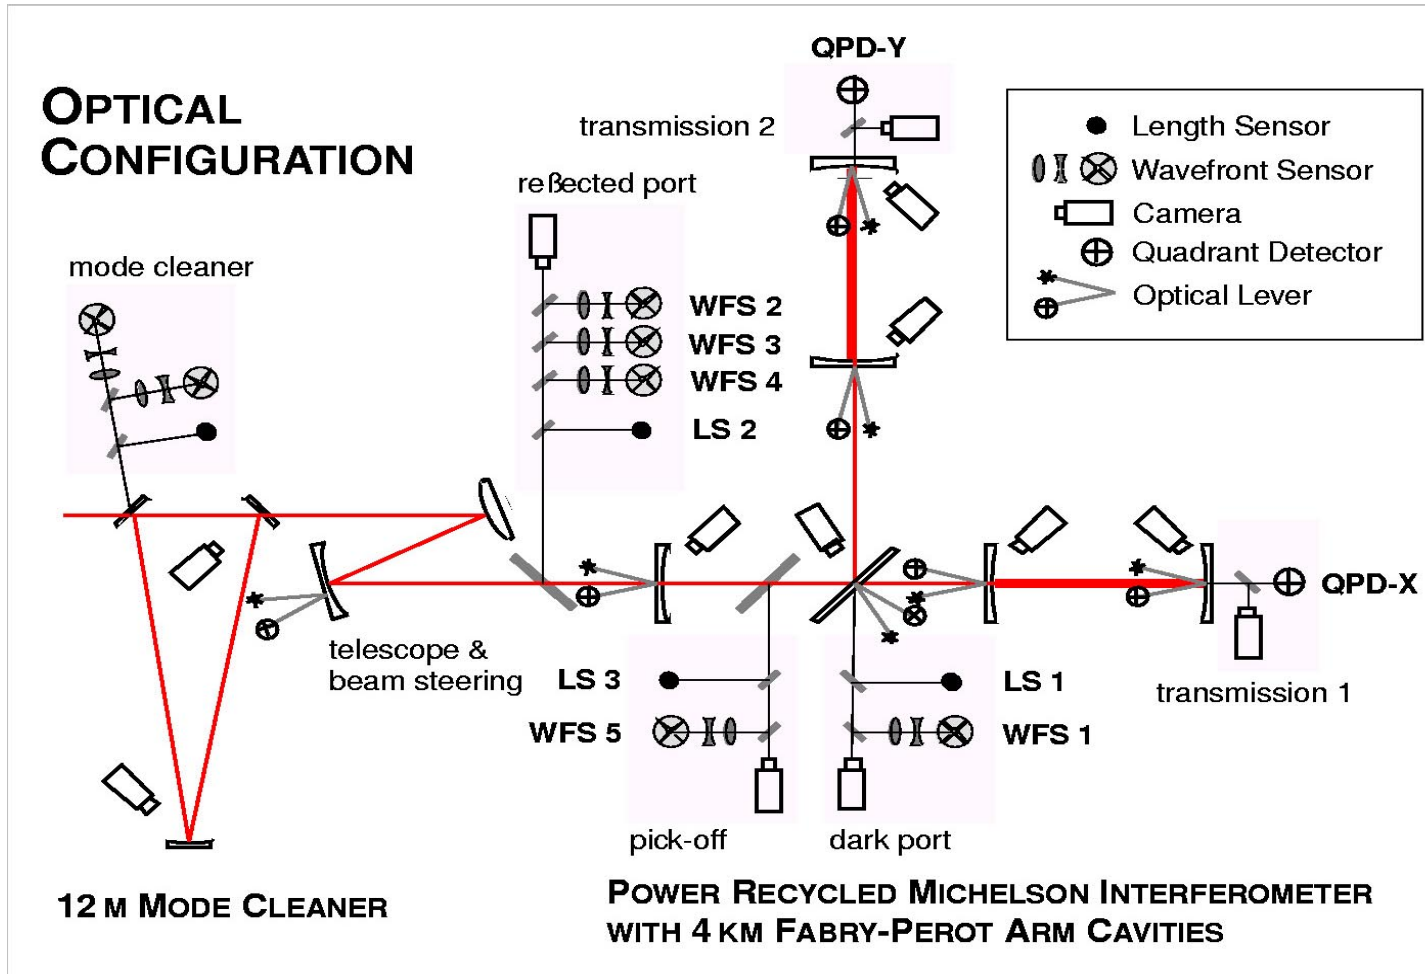 OPTICAL
CONFIGURATION
QPD-Y
transmission 2
Length Sensor
Wavefront Sensor
Camera
Quadrant Detector
Optical Lever
reßected port
mode cleaner
WFS 2
WFS 3
WFS 4
LS 2
QPD-X
telescope &
beam steering
LS 3
WFS 5
LS 1
WFS 1
transmission 1
pick-off
dark port
12 M MODE CLEANER
POWER RECYCLED MICHELSON INTERFEROMETER
WITH 4 KM FABRY-PEROT ARM CAVITIES